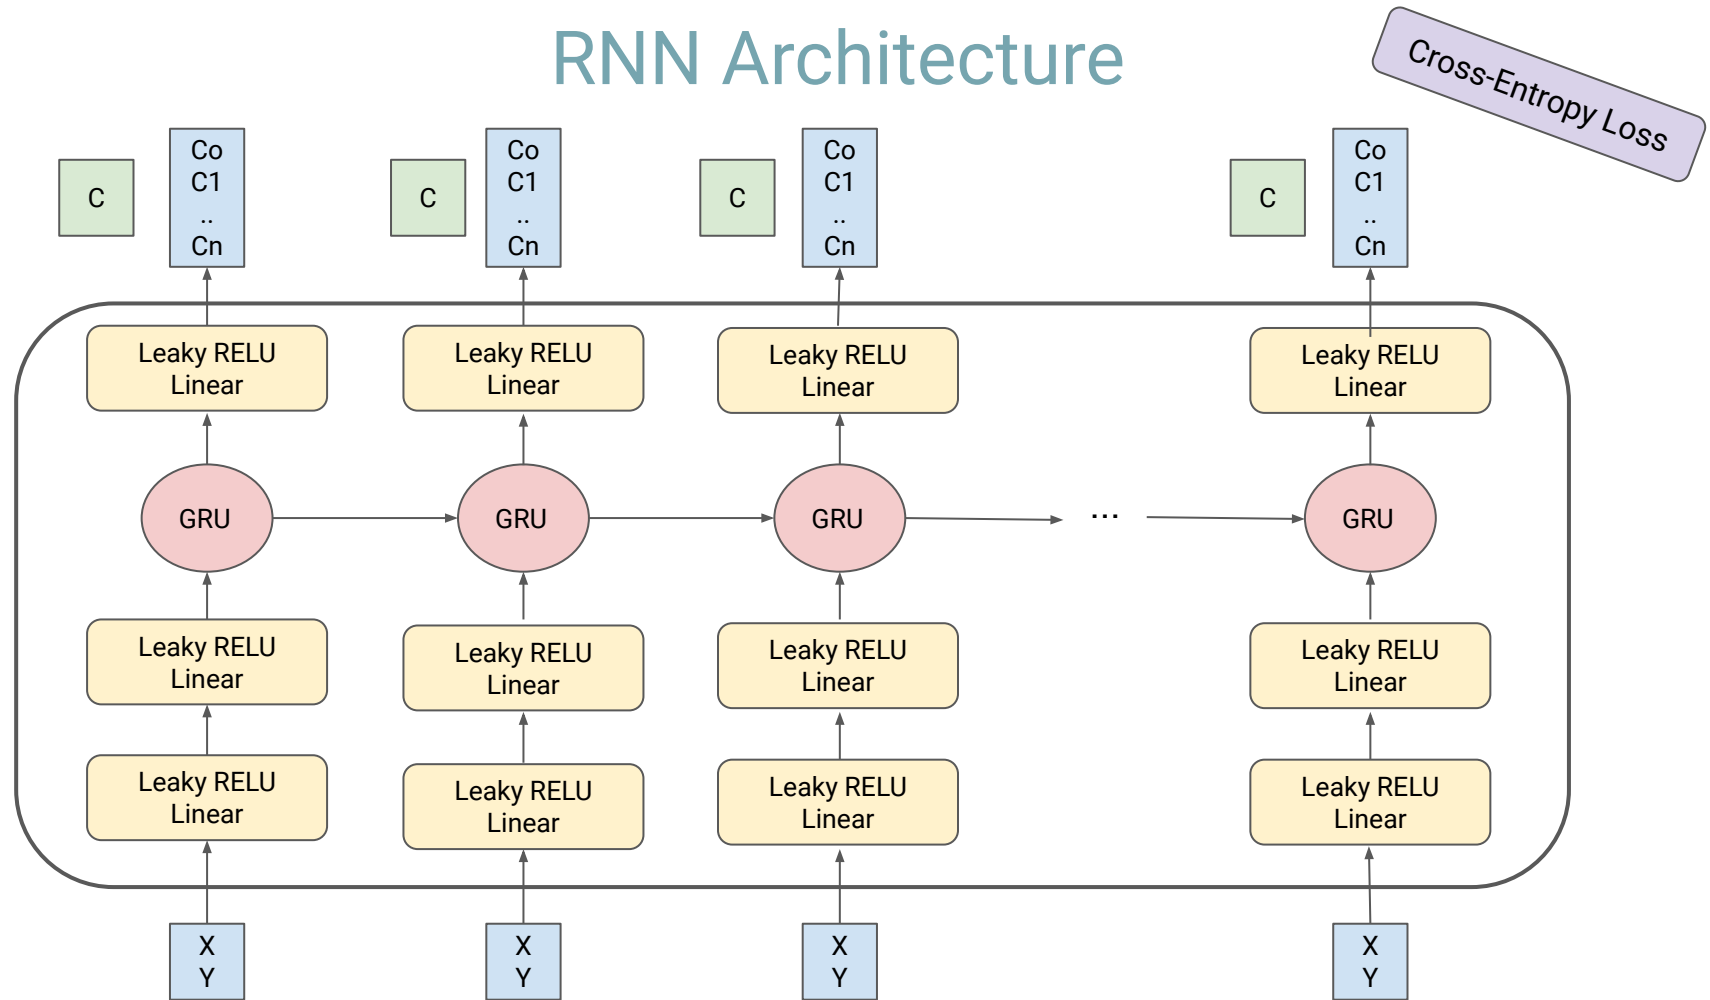 RNN Architecture
Cross-Entropy Loss
C
Co
C1
..
Cn
C
Co
C1
..
Cn
C
Co
C1
..
Cn
C
Co
C1
..
Cn
Leaky RELU
Linear
Leaky RELU
Linear
Leaky RELU
Linear
Leaky RELU
Linear
GRU
GRU
GRU
...
GRU
Leaky RELU
Linear
Leaky RELU
Linear
Leaky RELU
Linear
Leaky RELU
Linear
Leaky RELU
Linear
Leaky RELU
Linear
Leaky RELU
Linear
Leaky RELU
Linear
X
Y
X
Y
X
Y
X
Y